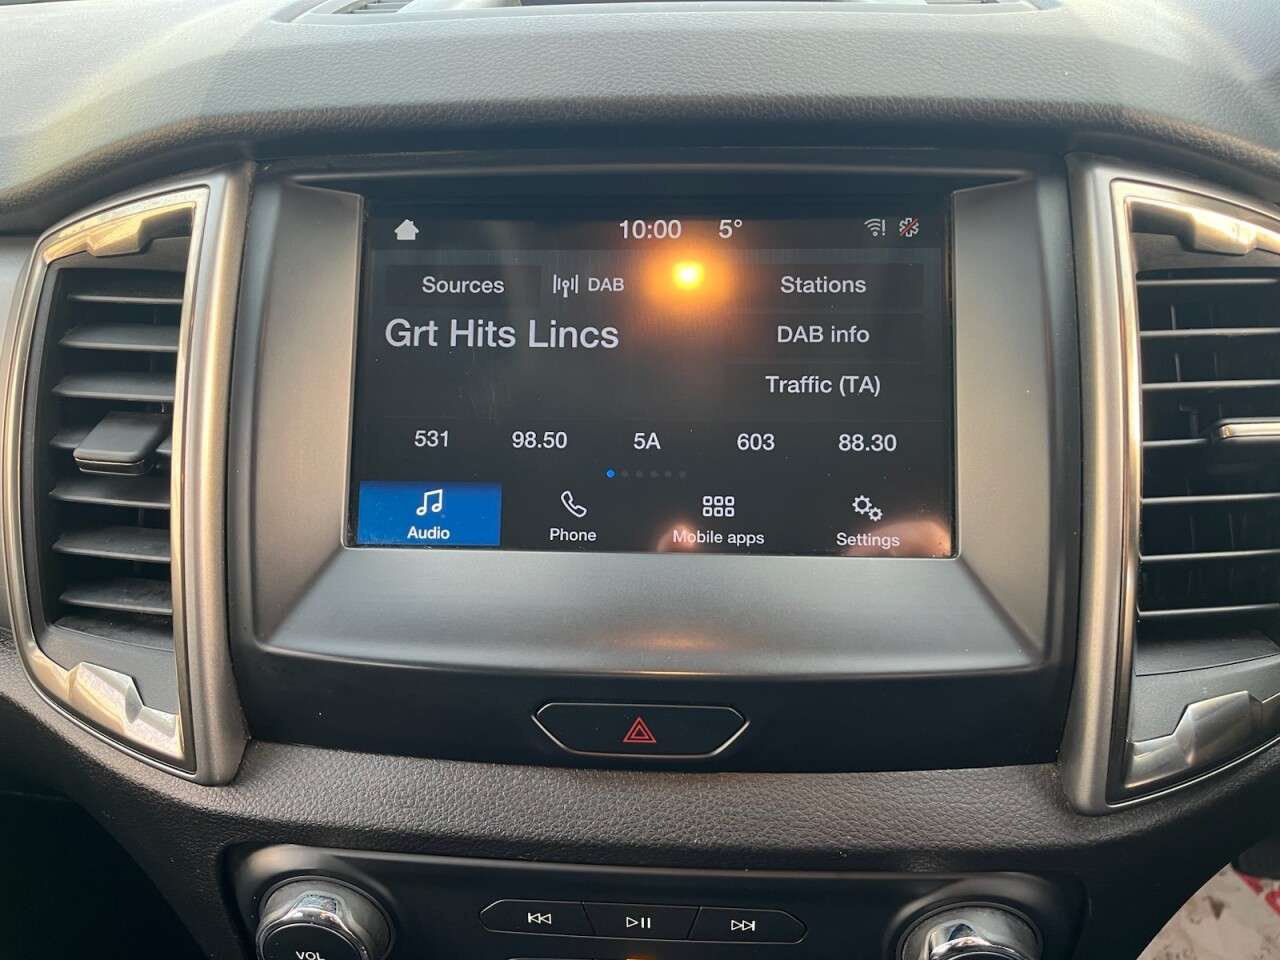 10:00 5°
Sources DAB Stations
Grt Hits Lincs DAB info
Traffic (TA)
531 98.50 5A 603 88.30
Audio Phone Mobile apps Settings
VOL